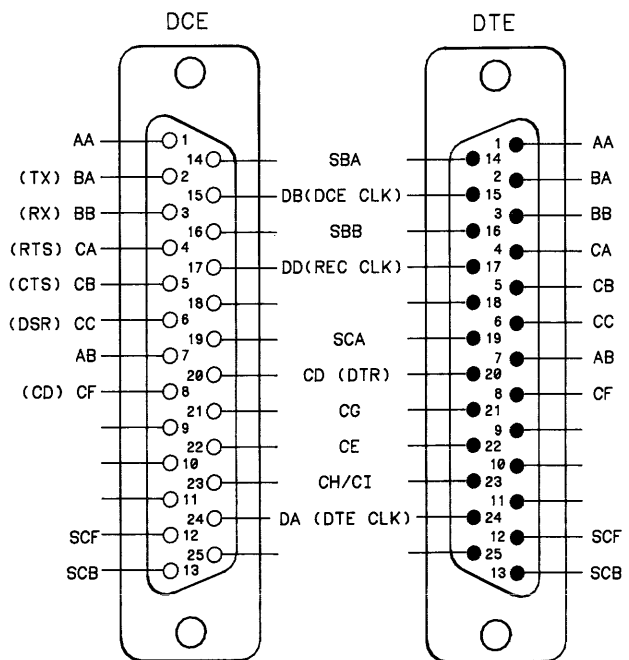 DCE DTE
AA 1 1 AA
14 SBA 14
(TX) BA 2 2 BA
15 DB(DCE CLK) 15
(RX) BB 3 3 BB
16 SBB 16
(RTS) CA 4 4 CA
17 DD(REC CLK) 17
(CTS) CB 5 5 CB
18 18
(DSR) CC 6 6 CC
19 SCA 19
AB 7 7 AB
20 CD (DTR) 20
(CD) CF 8 8 CF
21 CG 21
9 9
22 CE 22
10 10
23 CH/CI 23
11 11
24 DA (DTE CLK) 24
SCF 12 12 SCF
25 25
SCB 13 13 SCB